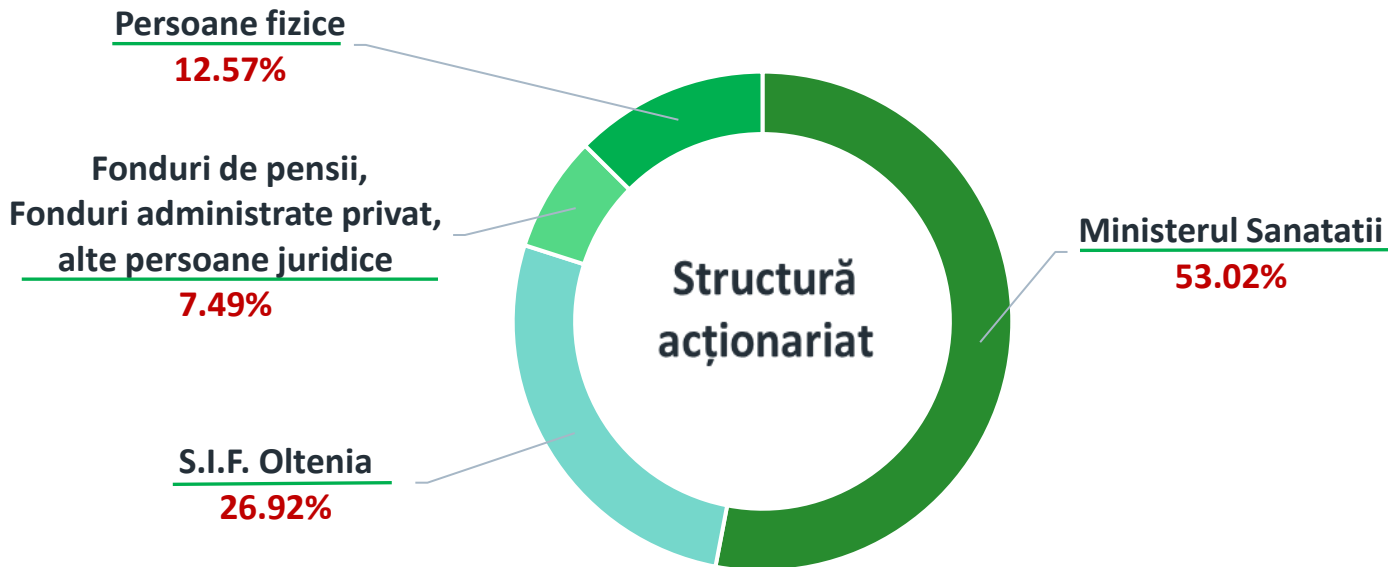 Persoane fizice
12.57%
Fonduri de pensii,
Fonduri administrate privat,
alte persoane juridice
7.49%
S.I.F. Oltenia
26.92%
Structură
acționariat
Ministerul Sanatatii
53.02%